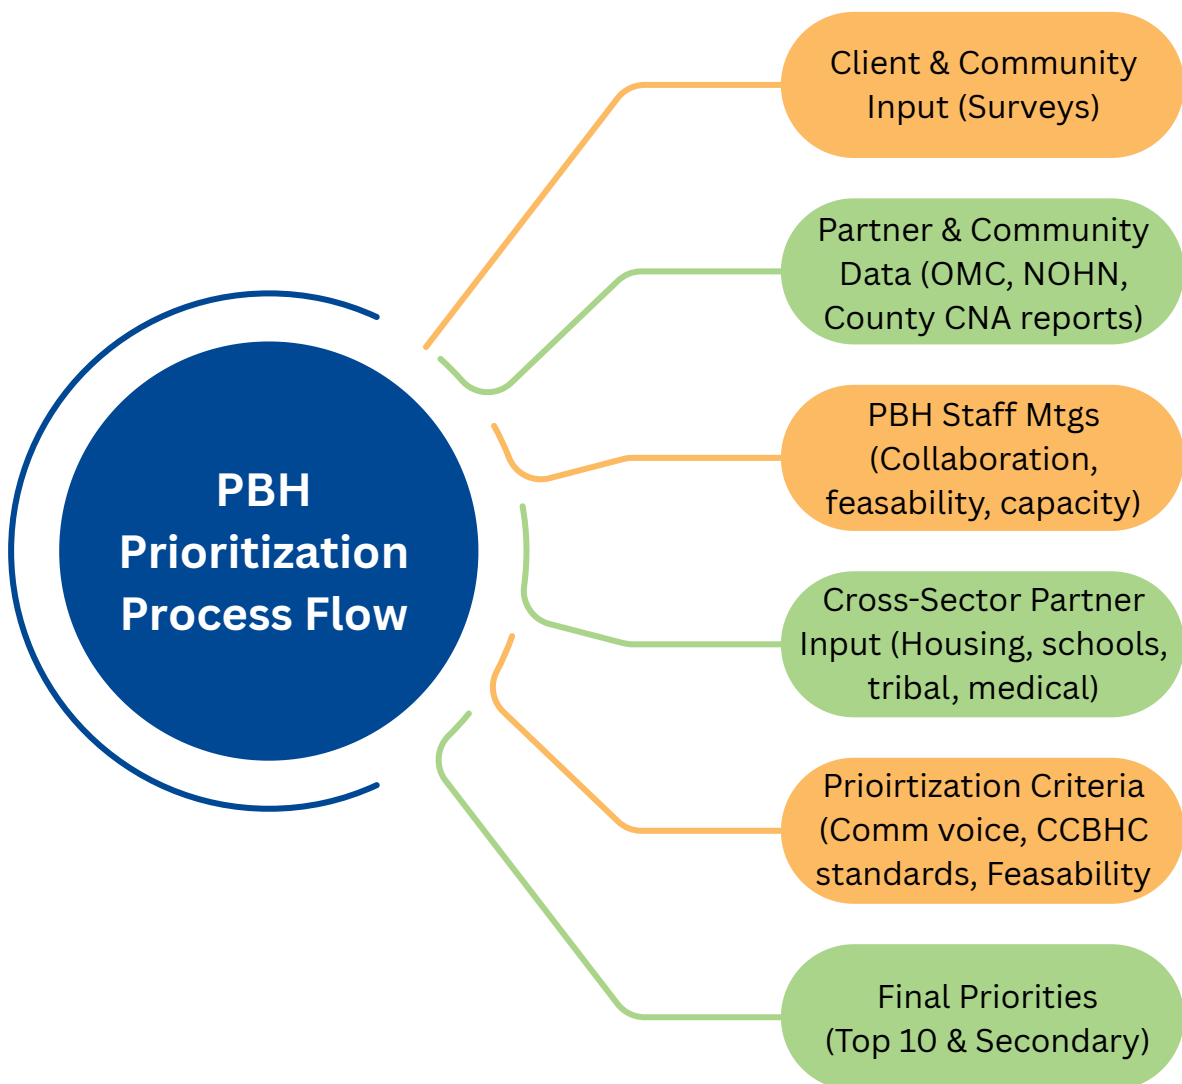 PBH
Prioritization
Process Flow
Client & Community
Input (Surveys)
Partner & Community
Data (OMC, NOHN,
County CNA reports)
PBH Staff Mtgs
(Collaboration,
feasability, capacity)
Cross-Sector Partner
Input (Housing, schools,
tribal, medical)
Prioirtization Criteria
(Comm voice, CCBHC
standards, Feasability
Final Priorities
(Top 10 & Secondary)